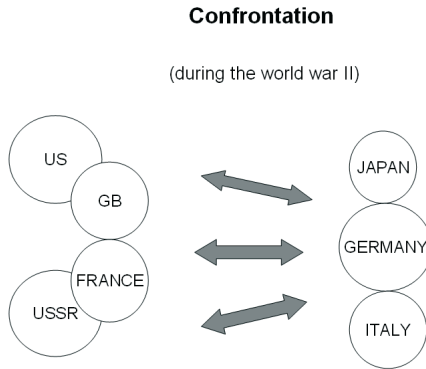 Confrontation
(during the world war II)
US
GB
FRANCE
USSR
JAPAN
GERMANY
ITALY